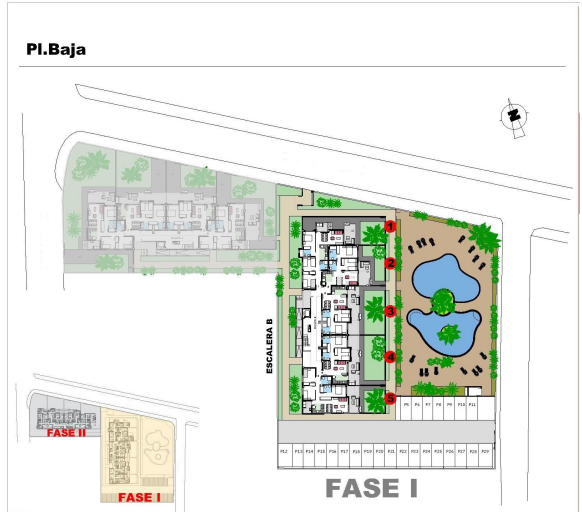 Pl.Baja
N
1
2
3
4
5
ESCALERA B
P5 P6 P7 P8 P9 P10 P11
P12 P13 P14 P15 P16 P17 P18 P19 P20 P21 P22 P23 P24 P25 P26 P27 P28 P29
FASE I
FASE II
FASE I